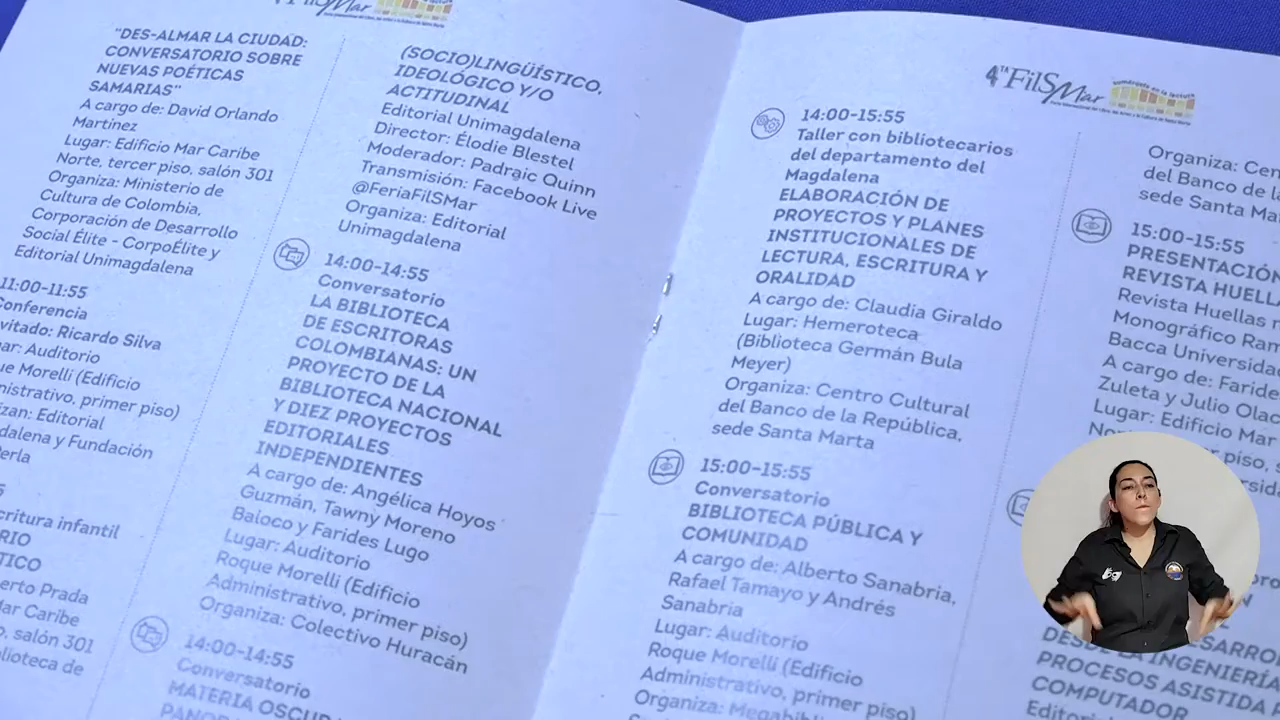 "DES-ALMAR LA CIUDAD:
CONVERSATORIO SOBRE
NUEVAS POÉTICAS
SAMARIAS"
A cargo de: David Orlando
Martínez
Lugar: Edificio Mar Caribe
Norte, tercer piso, salón 301
Organiza: Ministerio de
Cultura de Colombia,
Corporación de Desarrollo
Social Élite - CorpoÉlite y
Editorial Unimagdalena
11:00-11:55
Conferencia
vitado: Ricardo Silva
ar: Auditorio
ue Morelli (Edificio
nistrativo, primer piso)
izan: Editorial
dalena y Fundación
Perla
critura infantil
RIO
TICO
erto Prada
Mar Caribe
o, salón 301
blioteca de
(SOCIO)LINGÜÍSTICO,
IDEOLÓGICO Y/O
ACTITUDINAL
Editorial Unimagdalena
Director: Élodie Blestel
Moderador: Padraic Quinn
Transmisión: Facebook Live
@FeriaFilSMar
Organiza: Editorial
Unimagdalena
14:00-14:55
Conversatorio
LA BIBLIOTECA
DE ESCRITORAS
COLOMBIANAS: UN
PROYECTO DE LA
BIBLIOTECA NACIONAL
Y DIEZ PROYECTOS
EDITORIALES
INDEPENDIENTES
A cargo de: Angélica Hoyos
Guzmán, Tawny Moreno
Baloco y Farides Lugo
Lugar: Auditorio
Roque Morelli (Edificio
Administrativo, primer piso)
Organiza: Colectivo Huracán
14:00-14:55
Conversatorio
MATERIA OSCU
4TA FilSMar
14:00-15:55
Taller con bibliotecarios
del departamento del
Magdalena
ELABORACIÓN DE
PROYECTOS Y PLANES
INSTITUCIONALES DE
LECTURA, ESCRITURA Y
ORALIDAD
A cargo de: Claudia Giraldo
Lugar: Hemeroteca
(Biblioteca Germán Bula
Meyer)
Organiza: Centro Cultural
del Banco de la República,
sede Santa Marta
15:00-15:55
Conversatorio
BIBLIOTECA PÚBLICA Y
COMUNIDAD
A cargo de: Alberto Sanabria,
Rafael Tamayo y Andrés
Sanabria
Lugar: Auditorio
Roque Morelli (Edificio
Administrativo, primer piso)
Organiza: Megabibli
Organiza: Cen
del Banco de la
sede Santa Ma
15:00-15:55
PRESENTACIÓN
REVISTA HUELLA
Revista Huellas n
Monográfico Ram
Bacca Universida
A cargo de: Faride
Zuleta y Julio Olac
Lugar: Edificio Mar
piso, s
DESARRO
DESDE LA INGENIERÍA
PROCESOS ASISTIDA P
COMPUTADOR
Editori